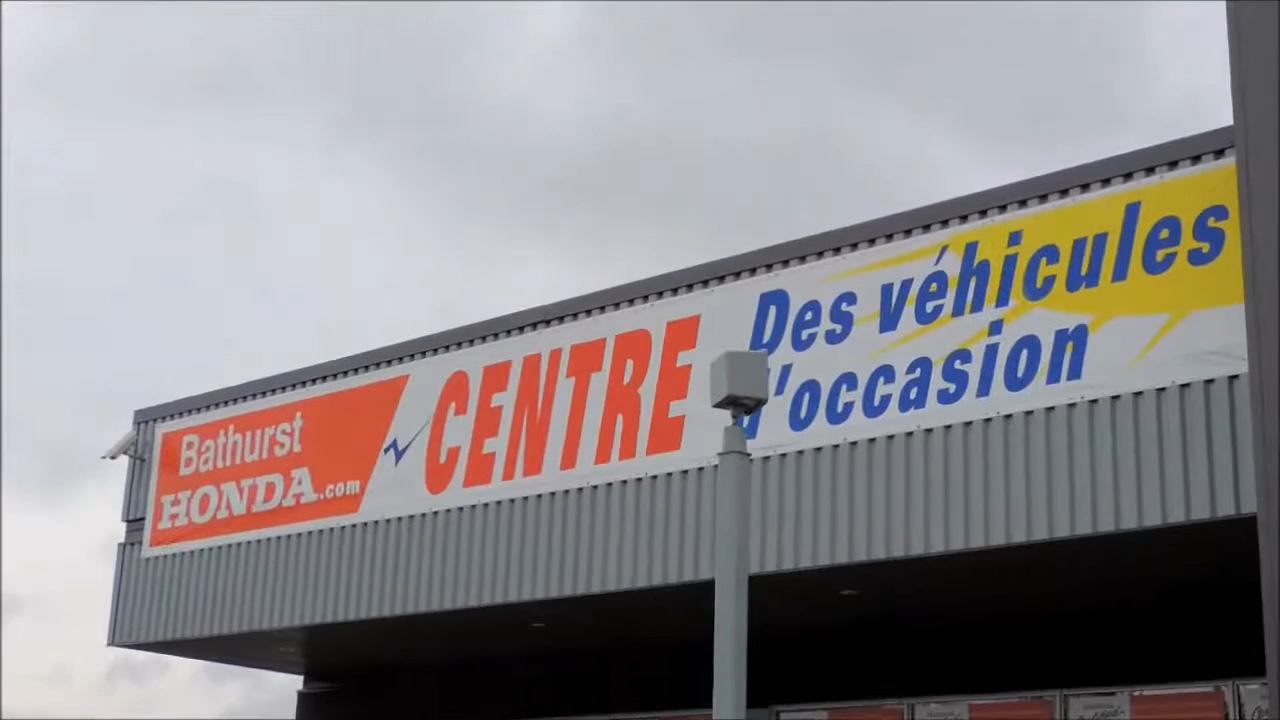 Bathurst
HONDA.com
CENTRE
Des véhicules
d'occasion